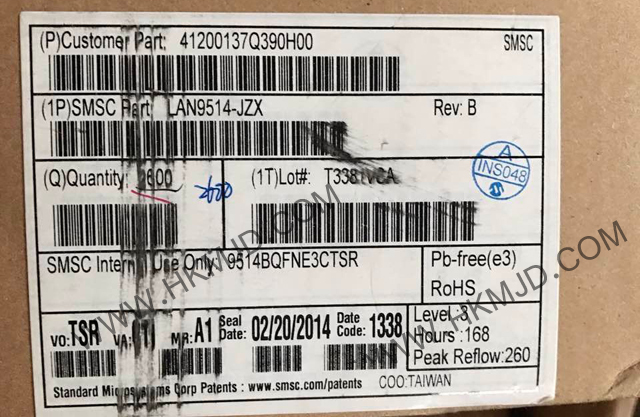 (P)Customer Part: 41200137Q390H00
SMSC
(1P)SMSC Part: LAN9514-JZX
Rev: B
(Q)Quantity: 2600
2600
(1T)Lot#:
A
INS048
SMSC Internal Use Only: 9514BQFNE3CTSR
Pb-free(e3)
RoHS
VO: TSR VA: MR: A1 Seal Date: 02/20/2014 Date Code: 1338
Level: 3
Hours : 168
Peak Reflow: 260
Standard Microsystems Corp Patents : www.smsc.com/patents
COO:TAIWAN
WWW.HKMJD.COM
WWW.HKMJD.COM